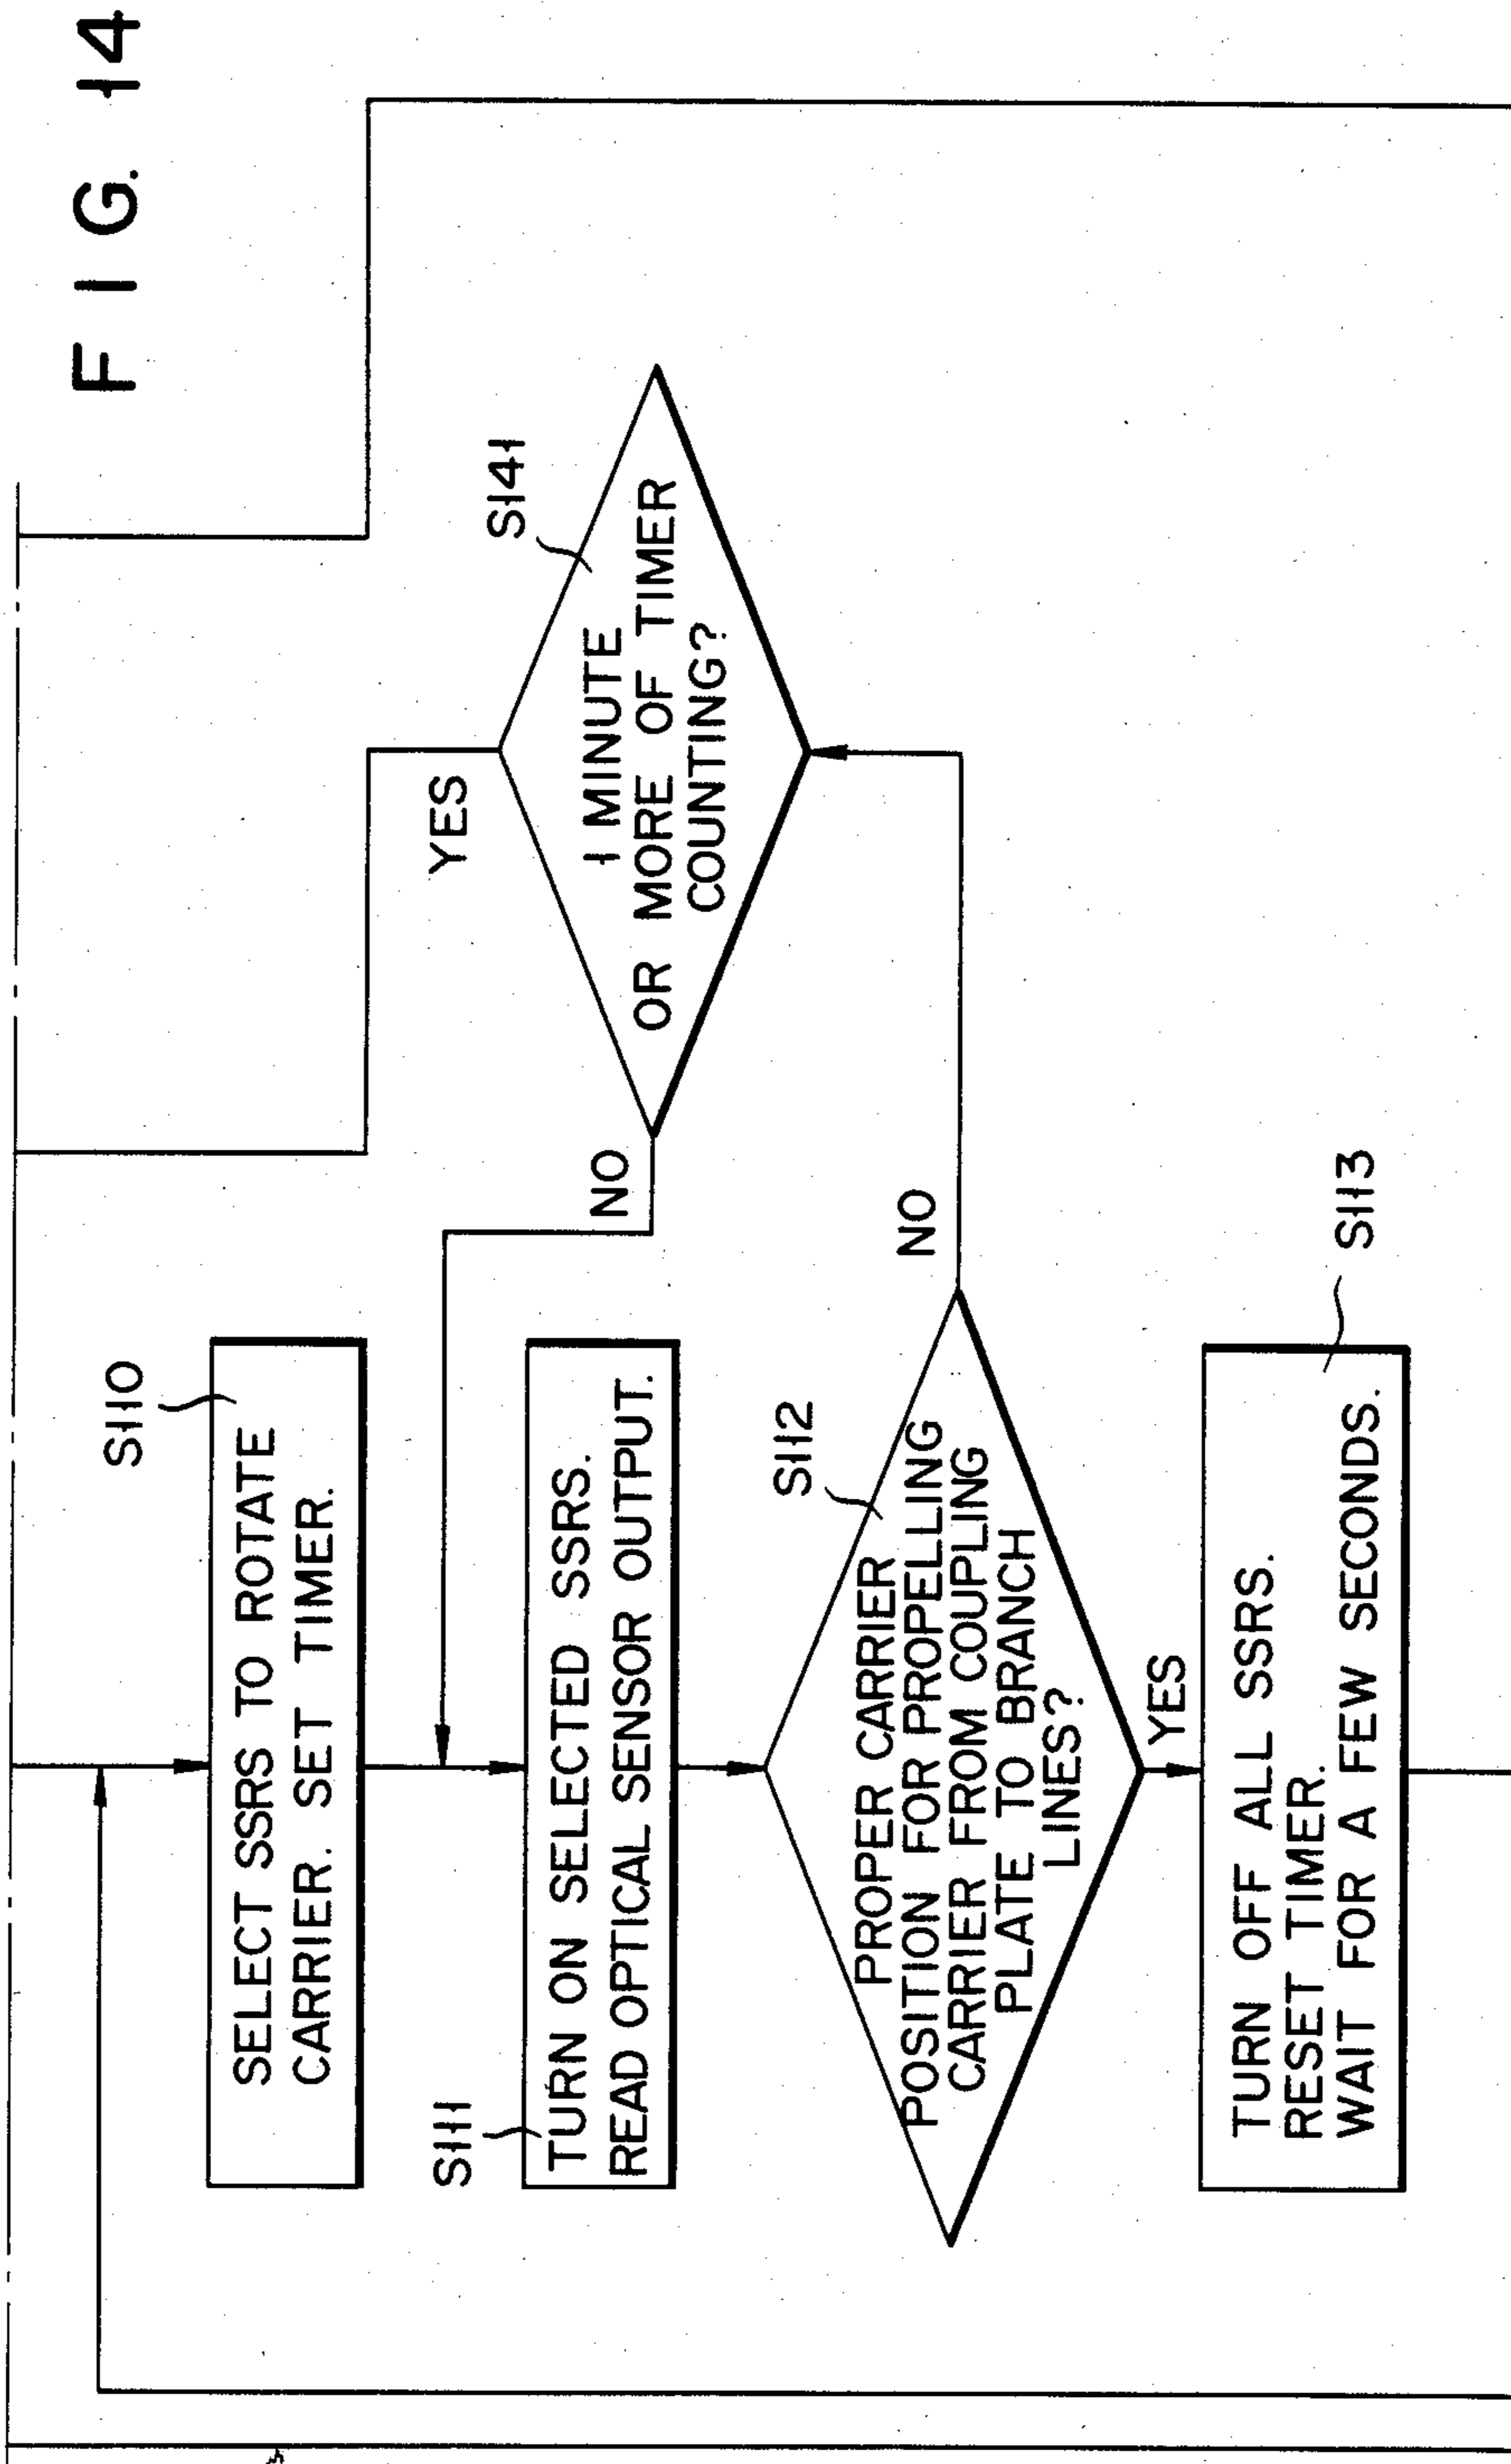 FIG. 14
S110
SELECT SSRS TO ROTATE
CARRIER. SET TIMER.
S111
TURN ON SELECTED SSRS.
READ OPTICAL SENSOR OUTPUT.
S112
PROPER CARRIER
POSITION FOR PROPELLING
CARRIER FROM COUPLING
PLATE TO BRANCH
LINES?
NO
YES
S141
1 MINUTE
OR MORE OF TIMER
COUNTING?
YES
NO
S113
TURN OFF ALL SSRS.
RESET TIMER.
WAIT FOR A FEW SECONDS.